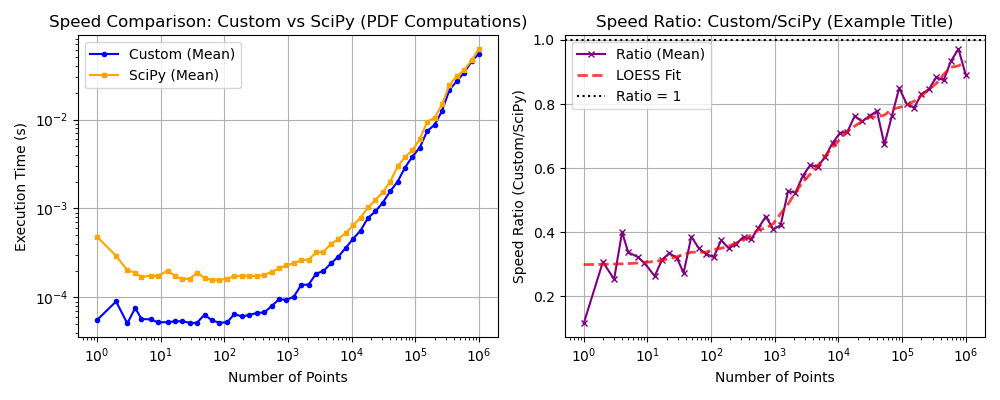 Speed Comparison: Custom vs SciPy (PDF Computations)
Custom (Mean)
SciPy (Mean)
Execution Time (s)
10⁻²
10⁻³
10⁻⁴
10⁰ 10¹ 10² 10³ 10⁴ 10⁵ 10⁶
Number of Points
Speed Ratio: Custom/SciPy (Example Title)
Ratio (Mean)
LOESS Fit
Ratio = 1
Speed Ratio (Custom/SciPy)
1.0
0.8
0.6
0.4
0.2
10⁰ 10¹ 10² 10³ 10⁴ 10⁵ 10⁶
Number of Points